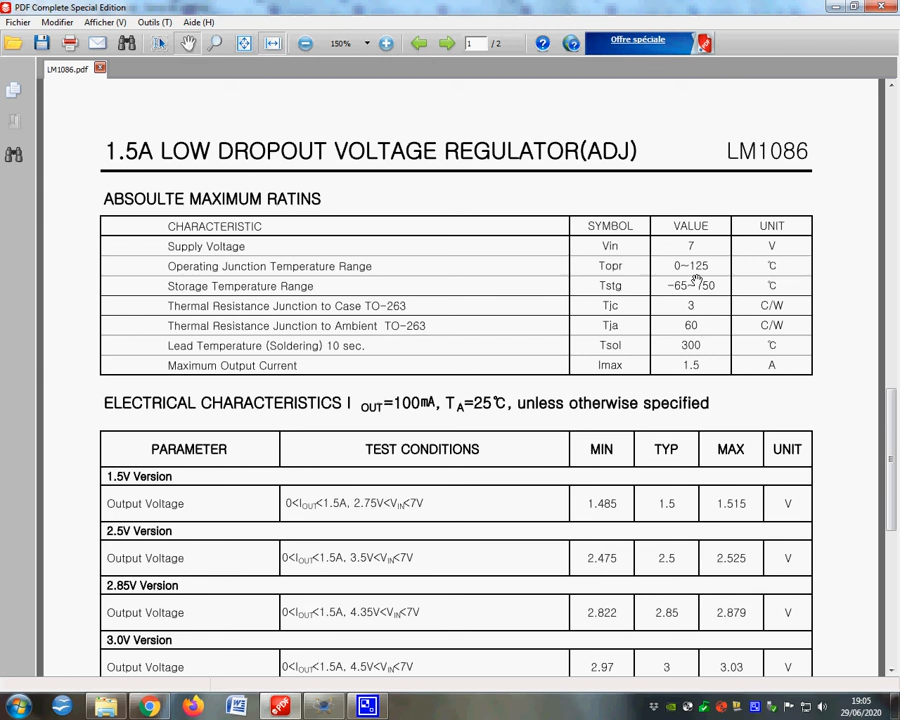 PDF Complete Special Edition
Fichier Modifier Afficher (V) Outils (T) Aide (H)
150% 1 / 2 Offre spéciale
LM1086.pdf
1.5A LOW DROPOUT VOLTAGE REGULATOR(ADJ) LM1086
ABSOULTE MAXIMUM RATINS
CHARACTERISTIC SYMBOL VALUE UNIT
Supply Voltage Vin 7 V
Operating Junction Temperature Range Topr 0~125 ℃
Storage Temperature Range Tstg ℃
Thermal Resistance Junction to Case TO-263 Tjc 3 C/W
Thermal Resistance Junction to Ambient TO-263 Tja 60 C/W
Lead Temperature (Soldering) 10 sec. Tsol 300 ℃
Maximum Output Current Imax 1.5 A
ELECTRICAL CHARACTERISTICS I OUT=100mA, TA=25℃, unless otherwise specified
PARAMETER TEST CONDITIONS MIN TYP MAX UNIT
1.5V Version
Output Voltage 0<IOUT<1.5A, 2.75V<VIN<7V 1.485 1.5 1.515 V
2.5V Version
Output Voltage 0<IOUT<1.5A, 3.5V<VIN<7V 2.475 2.5 2.525 V
2.85V Version
Output Voltage 0<IOUT<1.5A, 4.35V<VIN<7V 2.822 2.85 2.879 V
3.0V Version
Output Voltage 0<IOUT<1.5A, 4.5V<VIN<7V 2.97 3 3.03 V
19:05
29/06/2020